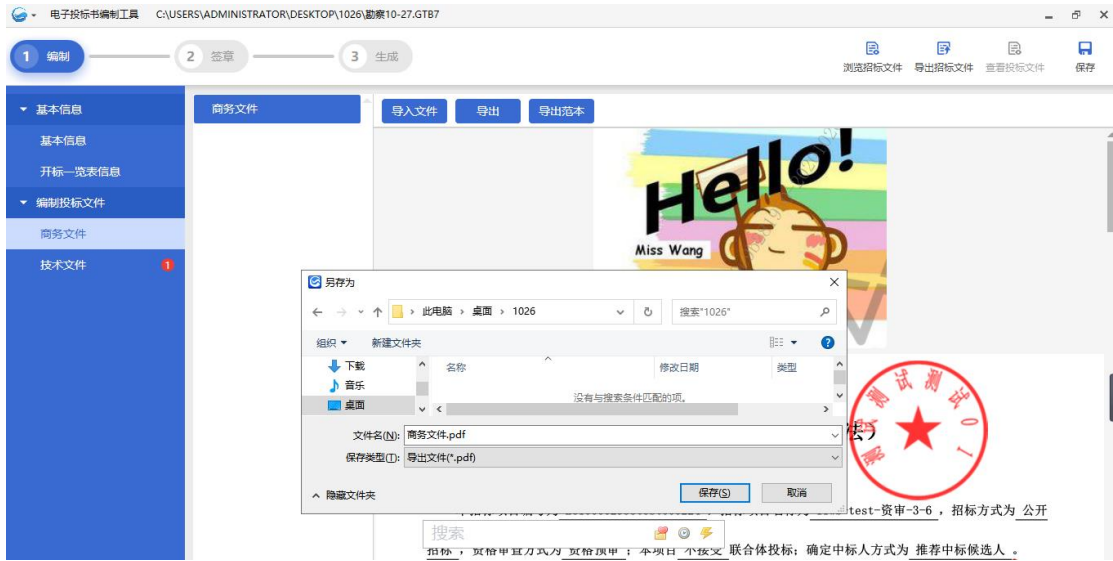 电子投标书编制工具 C:\USERS\ADMINISTRATOR\DESKTOP\1026\勘察10-27.GTB7
1 编制 2 签章 3 生成
浏览招标文件 导出招标文件 查看投标文件 保存
基本信息
基本信息
开标一览表信息
编制投标文件
商务文件
技术文件 1
商务文件
导入文件 导出 导出范本
Hello!
Miss Wang
另存为
此电脑 › 桌面 › 1026
搜索"1026"
组织 新建文件夹
下载
音乐
桌面
名称 修改日期 类型
没有与搜索条件匹配的项。
文件名(N): 商务文件.pdf
保存类型(T): 导出文件(*.pdf)
隐藏文件夹 保存(S) 取消
法)
测试测试测试01
test-资审-3-6 ，招标方式为 公开
搜索
招标 ，资格审查方式为 资格预审 ；本项目 不接受 联合体投标；确定中标人方式为 推荐中标候选人 。